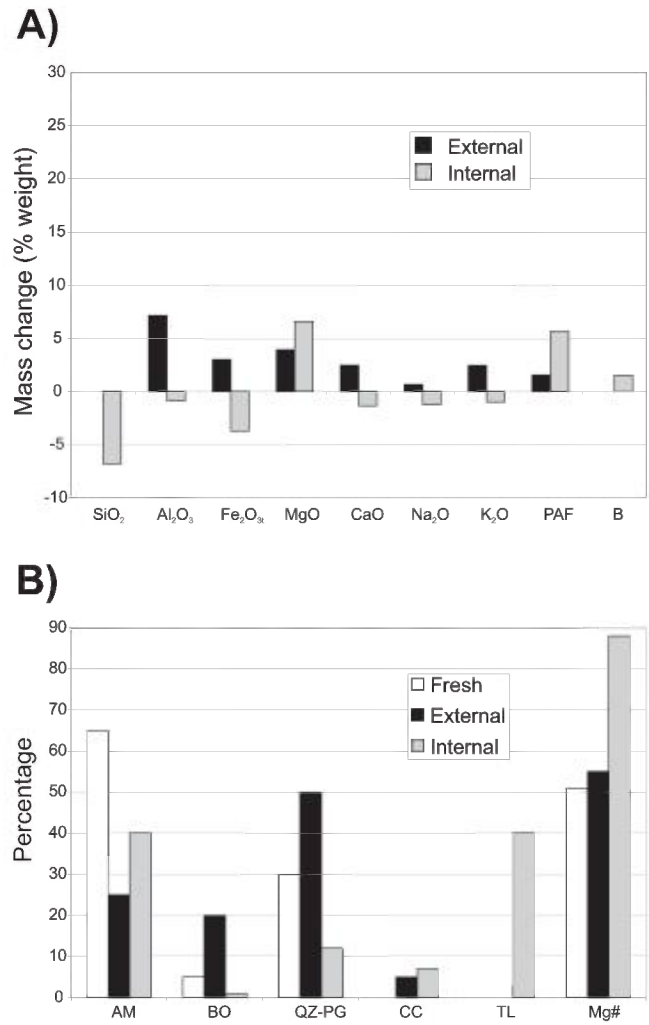 A)
Mass change (% weight)
30
25
20
15
10
5
0
-5
-10
External
Internal
SiO₂ Al₂O₃ Fe₂O₃ₜ MgO CaO Na₂O K₂O PAF B
B)
Percentage
90
80
70
60
50
40
30
20
10
0
Fresh
External
Internal
AM BO QZ-PG CC TL Mg#